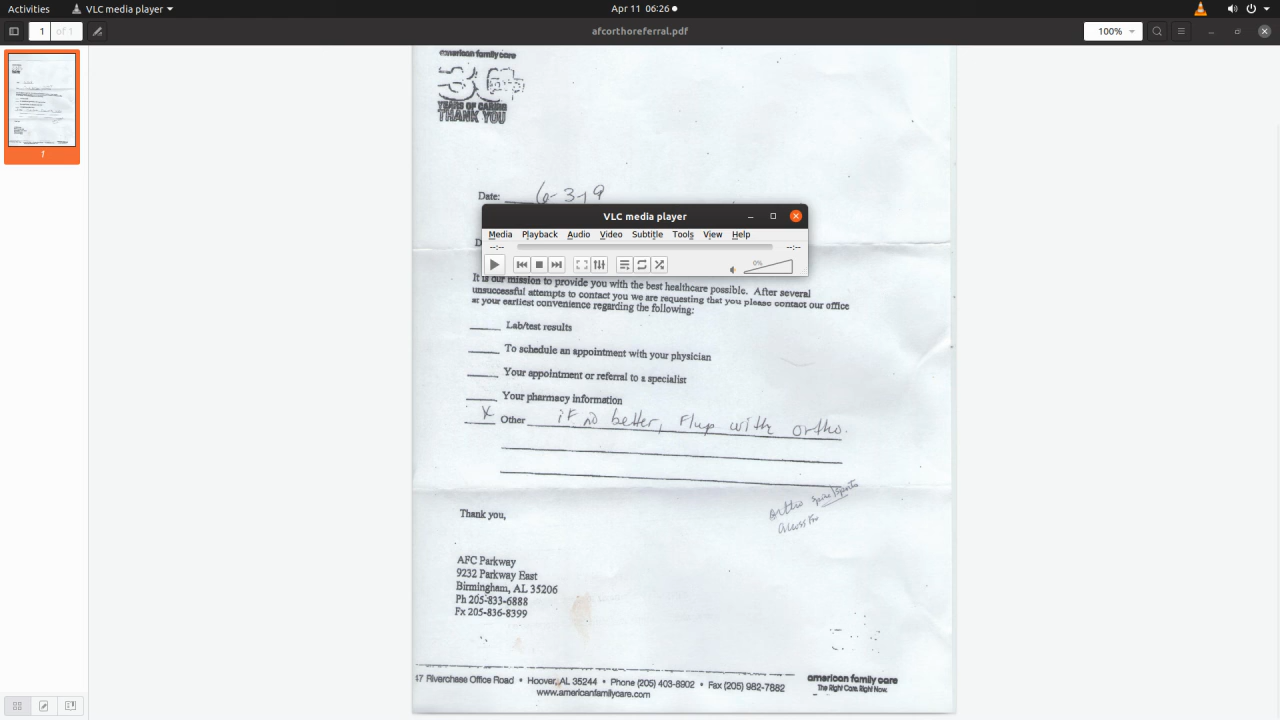 Activities
VLC media player
Apr 11 06:26
1 of 1
afcorthoreferral.pdf
100%
1
american family care
30
YEARS OF CARING
THANK YOU
Date: 6-3-19
VLC media player
Media Playback Audio Video Subtitle Tools View Help
--:-- --:--
0%
D
It is our mission to provide you with the best healthcare possible. After several
unsuccessful attempts to contact you we are requesting that you please contact our office
at your earliest convenience regarding the following:
Lab/test results
To schedule an appointment with your physician
Your appointment or referral to a specialist
Your pharmacy information
X Other if no better, F/up with ortho.
Ortho Spine/Sports
Thank you,
AFC Parkway
9232 Parkway East
Birmingham, AL 35206
Ph 205-833-6888
Fx 205-836-8399
47 Riverchase Office Road • Hoover, AL 35244 • Phone (205) 403-8902 • Fax (205) 982-7882
www.americanfamilycare.com
american family care
The Right Care. Right Now.